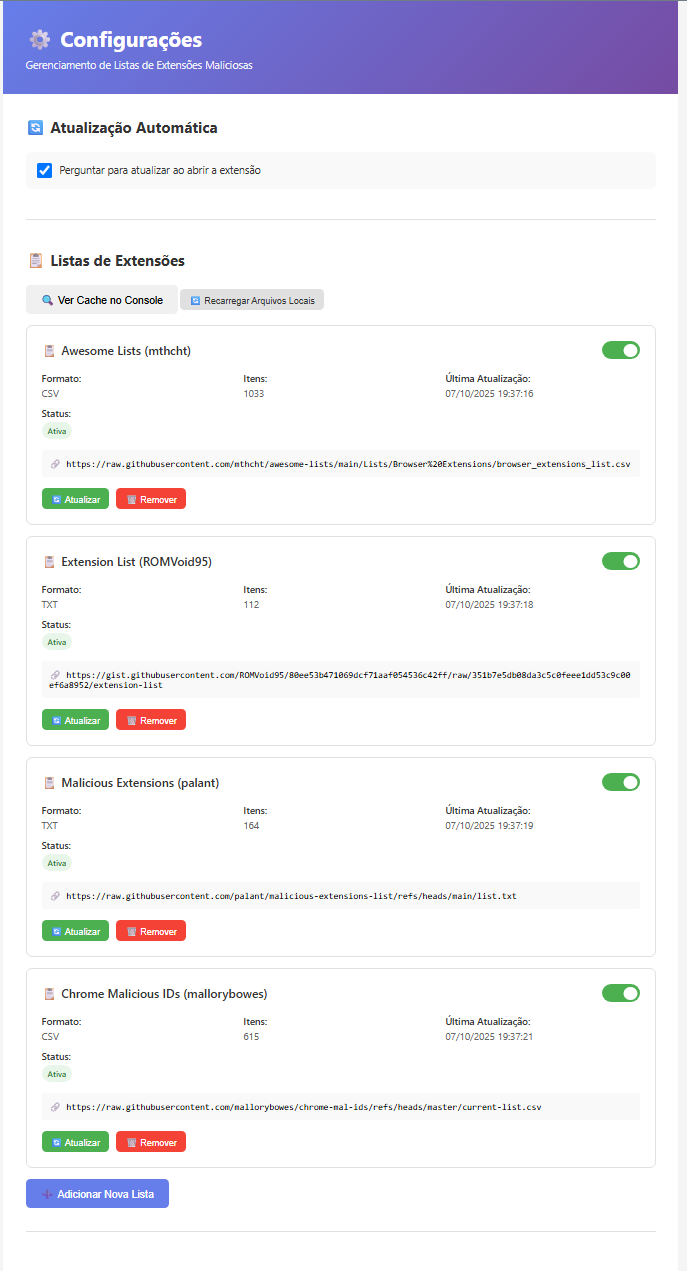 Configurações
Gerenciamento de Listas de Extensões Maliciosas
Atualização Automática
Perguntar para atualizar ao abrir a extensão
Listas de Extensões
Ver Cache no Console
Recarregar Arquivos Locais
Awesome Lists (mthcht)
Formato: Itens: Última Atualização:
CSV 1033 07/10/2025 19:37:16
Status:
Ativa
https://raw.githubusercontent.com/mthcht/awesome-lists/main/Lists/Browser%20Extensions/browser_extensions_list.csv
Atualizar Remover
Extension List (ROMVoid95)
Formato: Itens: Última Atualização:
TXT 112 07/10/2025 19:37:18
Status:
Ativa
https://gist.githubusercontent.com/ROMVoid95/80ee53b471069dcf71aaf054536c42ff/raw/351b7e5db08da3c5c0feee1dd53c9c00
ef6a8952/extension-list
Atualizar Remover
Malicious Extensions (palant)
Formato: Itens: Última Atualização:
TXT 164 07/10/2025 19:37:19
Status:
Ativa
https://raw.githubusercontent.com/palant/malicious-extensions-list/refs/heads/main/list.txt
Atualizar Remover
Chrome Malicious IDs (mallorybowes)
Formato: Itens: Última Atualização:
CSV 615 07/10/2025 19:37:21
Status:
Ativa
https://raw.githubusercontent.com/mallorybowes/chrome-mal-ids/refs/heads/master/current-list.csv
Atualizar Remover
Adicionar Nova Lista